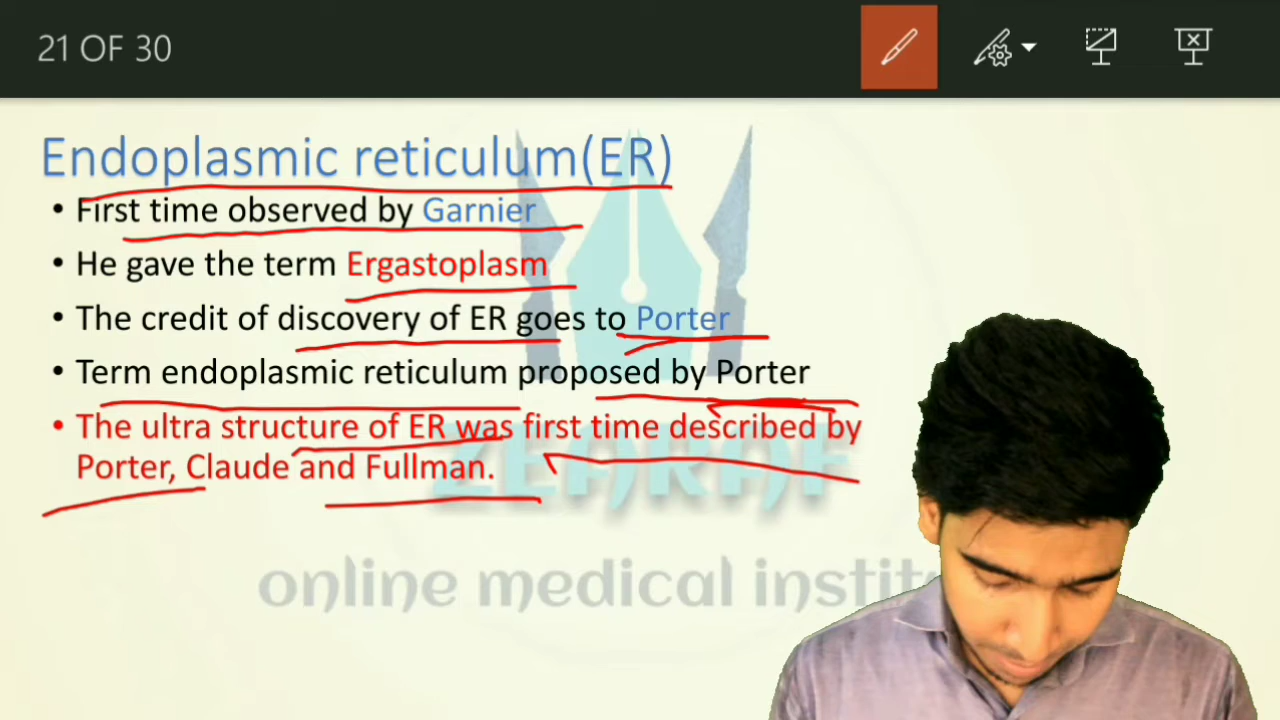 21 OF 30
Endoplasmic reticulum(ER)
• First time observed by Garnier
• He gave the term Ergastoplasm
• The credit of discovery of ER goes to Porter
• Term endoplasmic reticulum proposed by Porter
• The ultra structure of ER was first time described by
Porter, Claude and Fullman.
ZEARAF
online medical institu